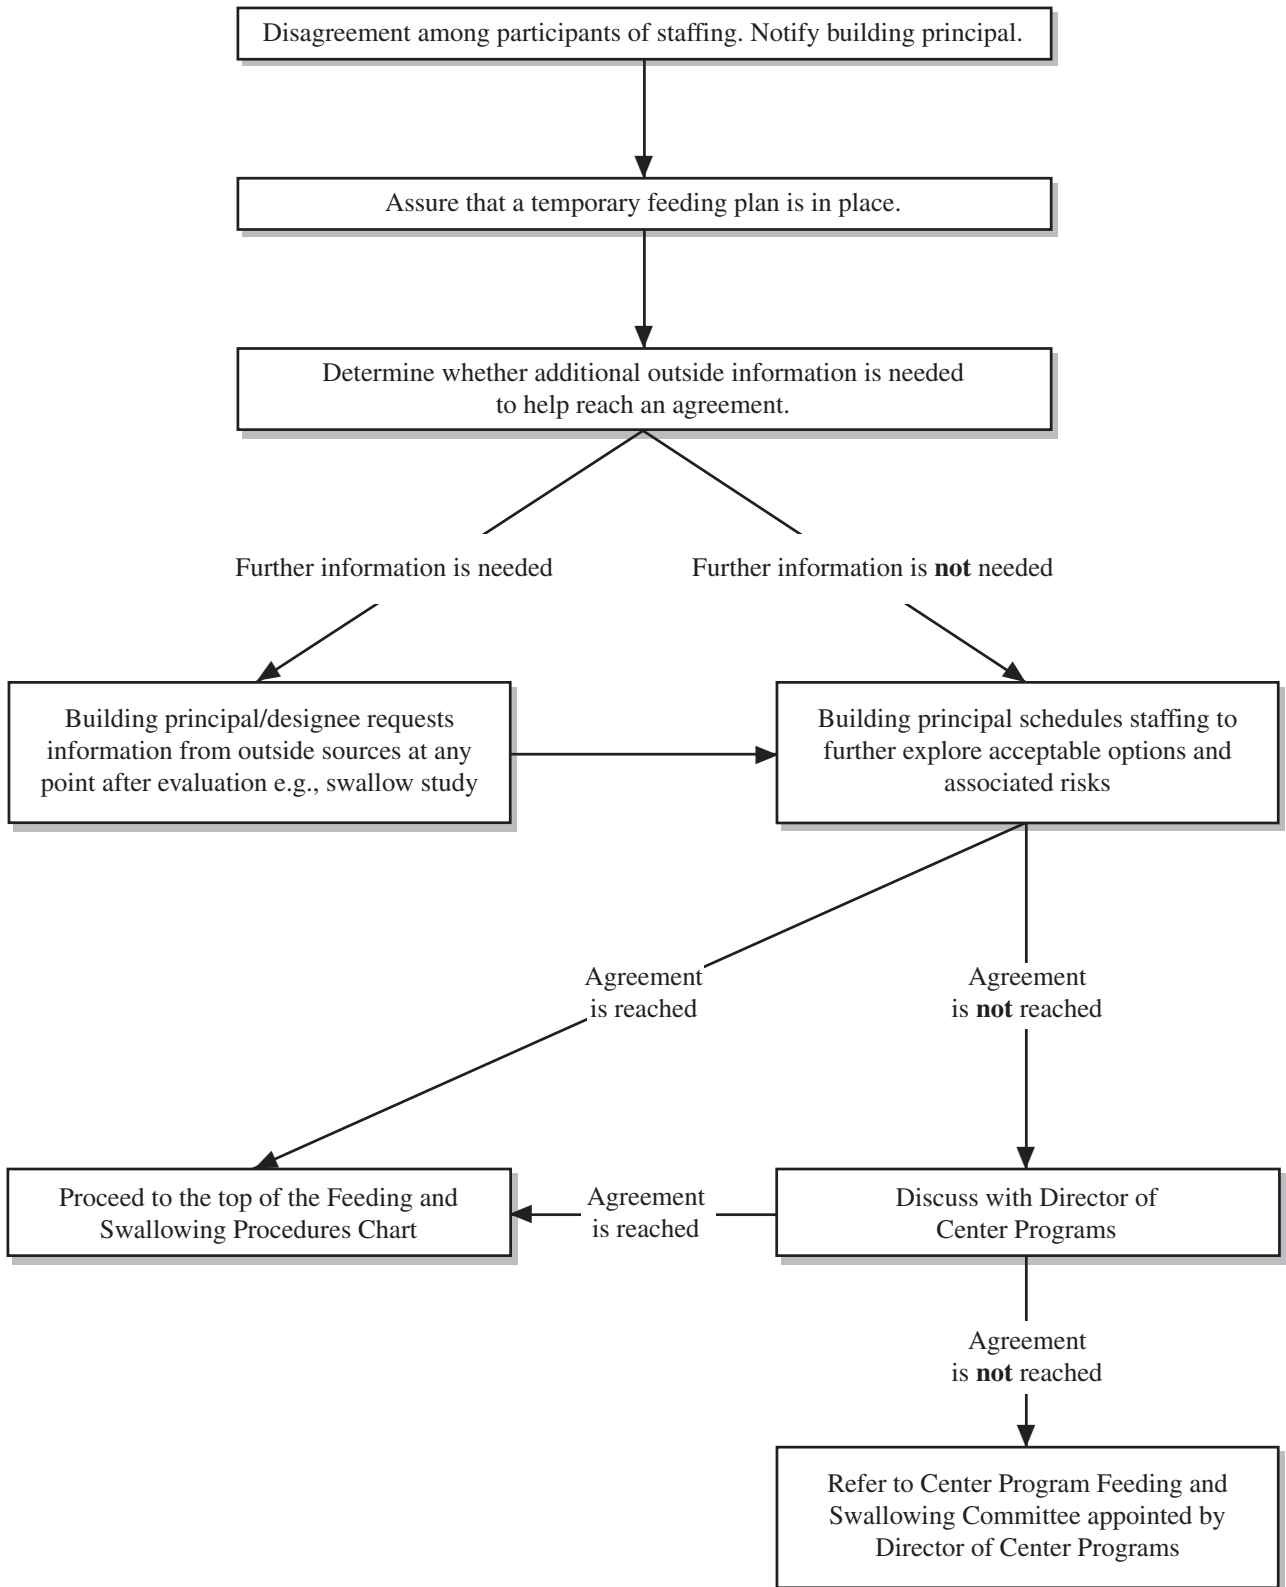 Disagreement among participants of staffing. Notify building principal.
Assure that a temporary feeding plan is in place.
Determine whether additional outside information is needed
to help reach an agreement.
Further information is needed
Further information is not needed
Building principal/designee requests
information from outside sources at any
point after evaluation e.g., swallow study
Building principal schedules staffing to
further explore acceptable options and
associated risks
Agreement
is reached
Agreement
is not reached
Proceed to the top of the Feeding and
Swallowing Procedures Chart
Agreement
is reached
Discuss with Director of
Center Programs
Agreement
is not reached
Refer to Center Program Feeding and
Swallowing Committee appointed by
Director of Center Programs